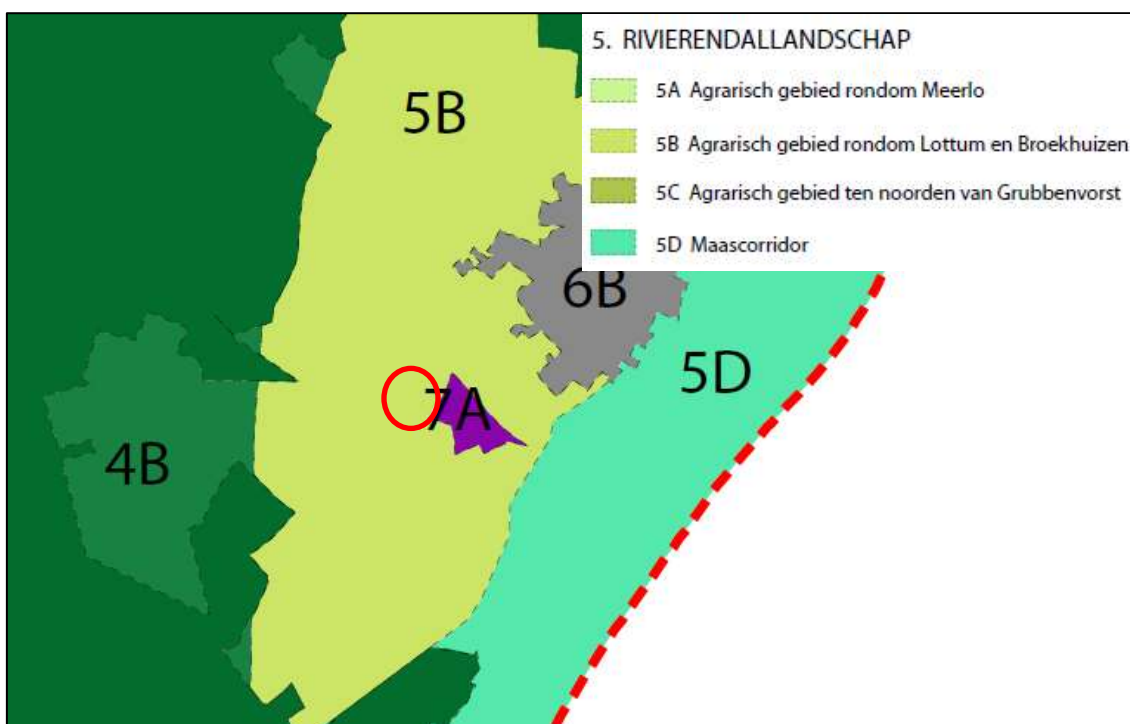 5. RIVIERENDALLANDSCHAP
5A Agrarisch gebied rondom Meerlo
5B Agrarisch gebied rondom Lottum en Broekhuizen
5C Agrarisch gebied ten noorden van Grubbenvorst
5D Maascorridor
5B
6B
5D
7A
4B